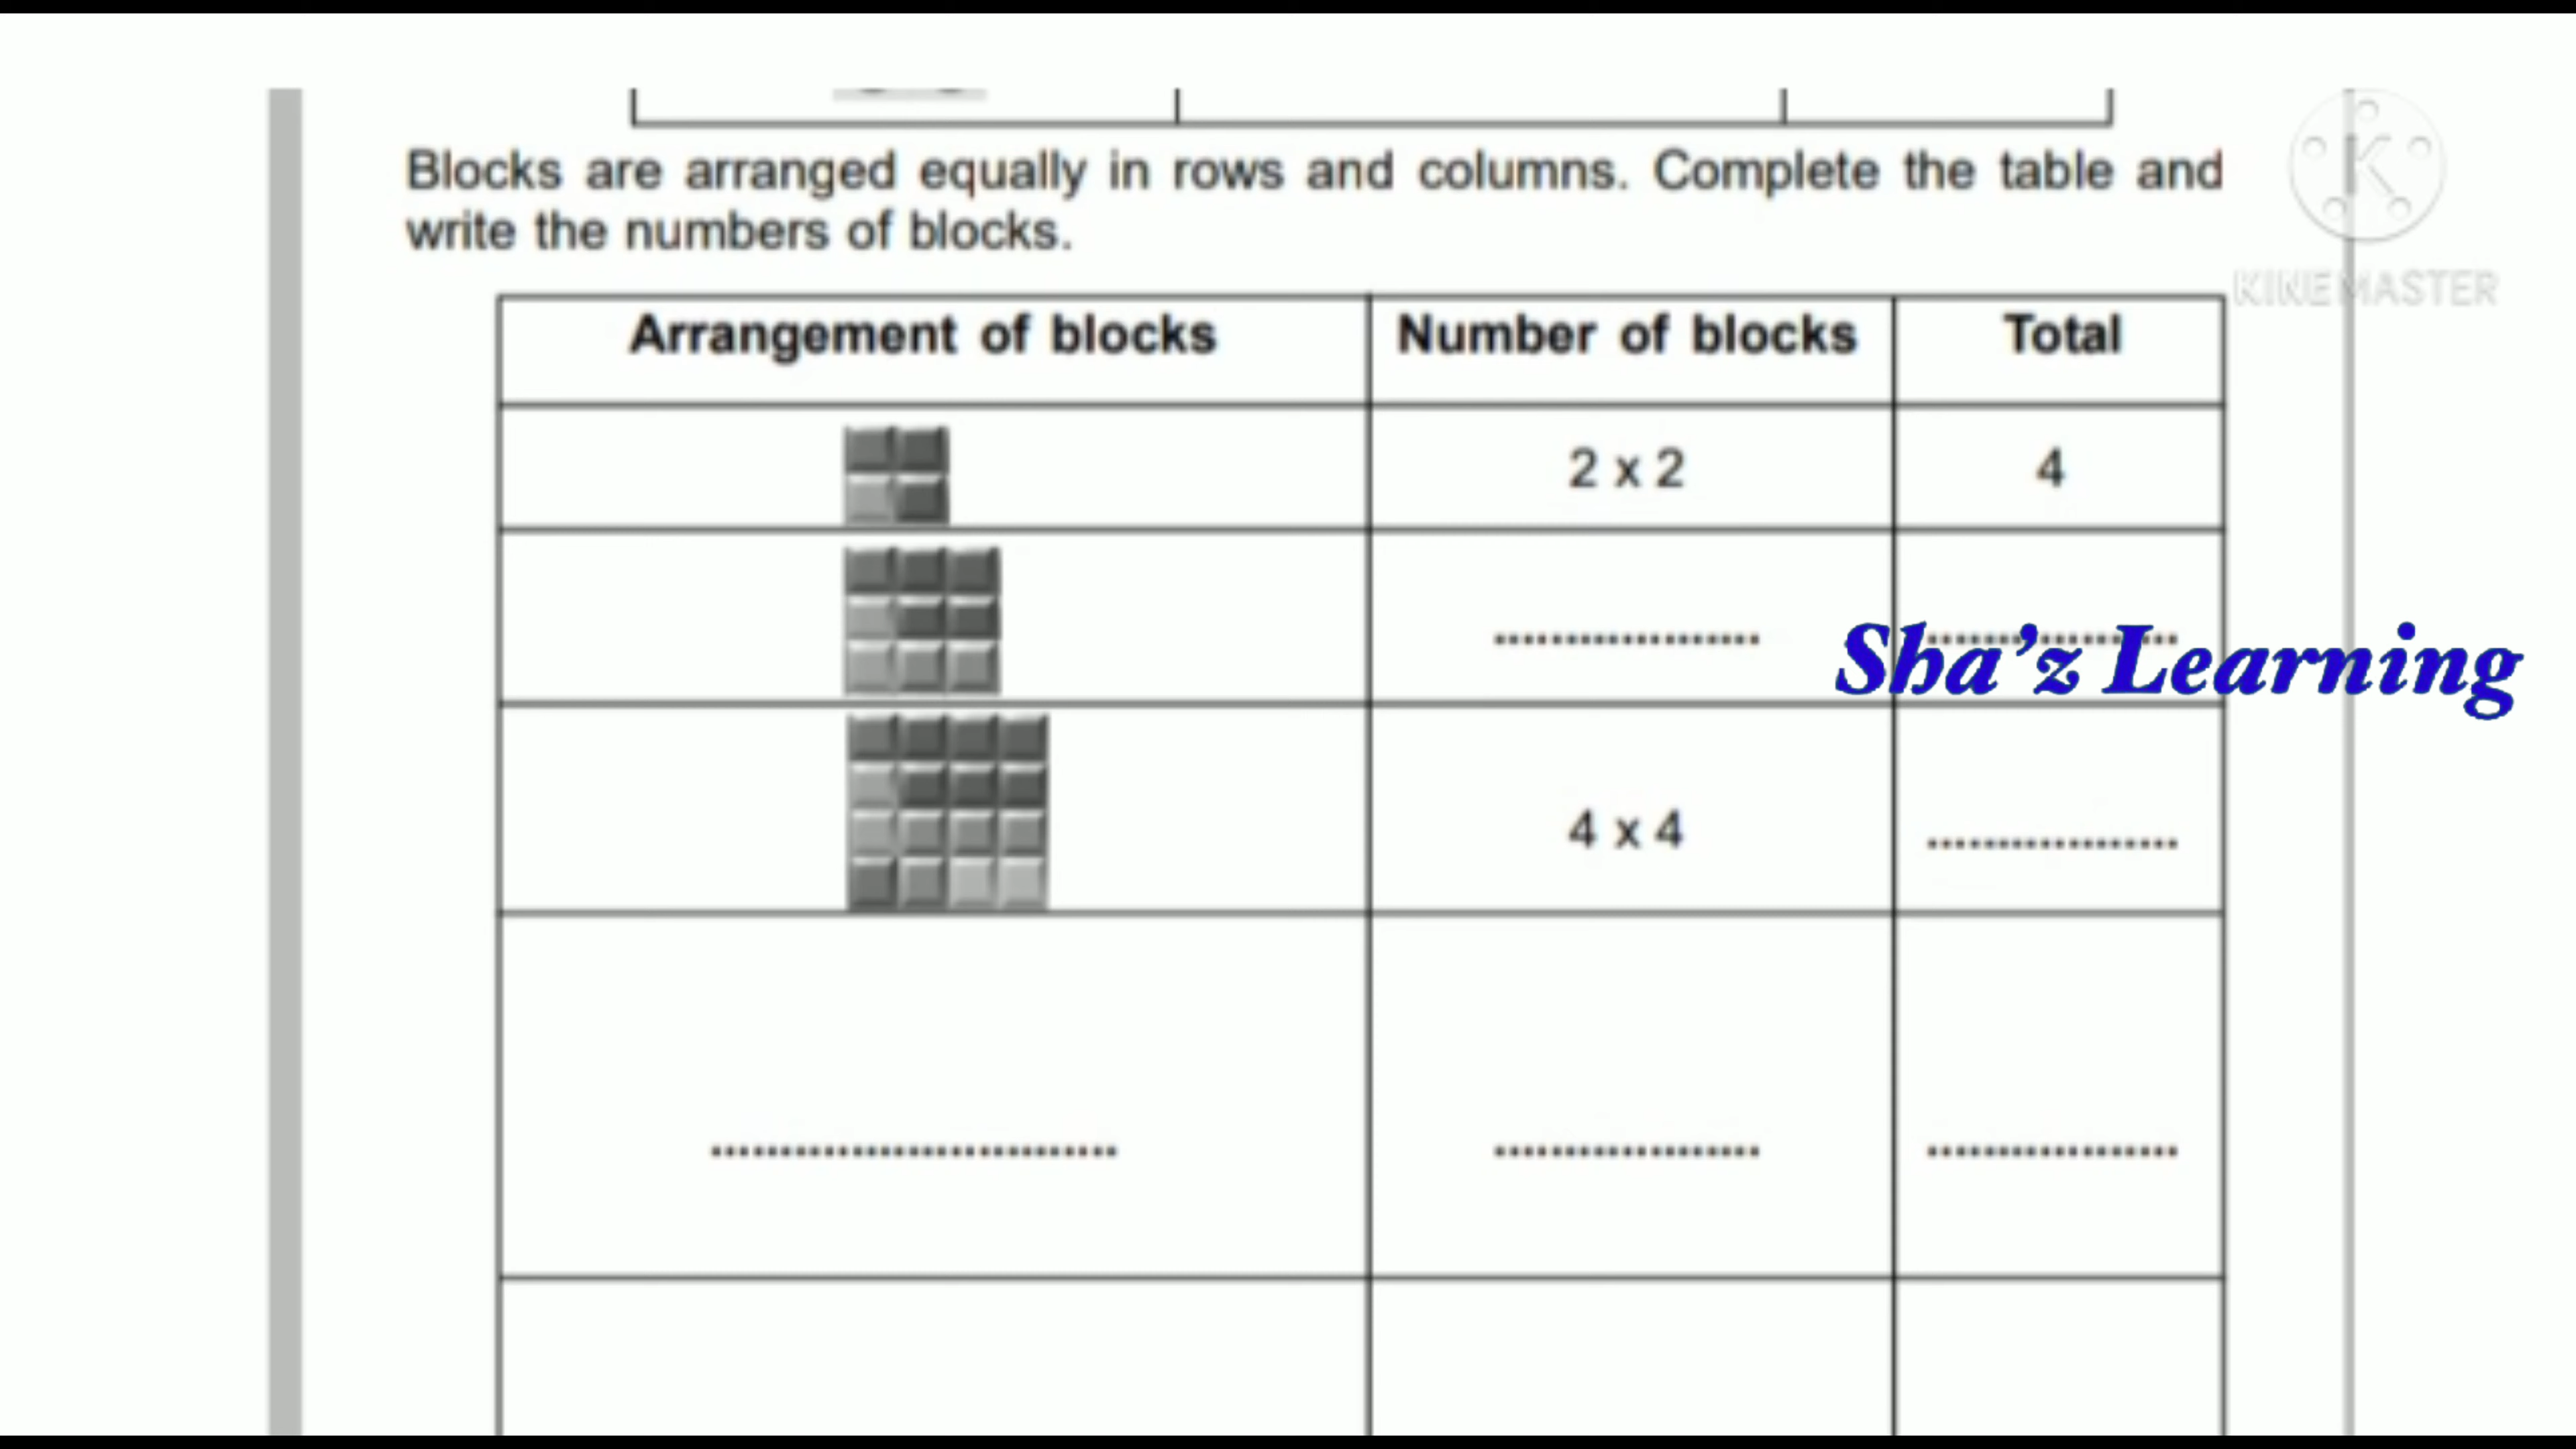 Blocks are arranged equally in rows and columns. Complete the table and
write the numbers of blocks.
KINEMASTER
Arrangement of blocks Number of blocks Total
2 x 2 4
................... ..................
Sha’z Learning
4 x 4 ..................
............................. ................... ..................